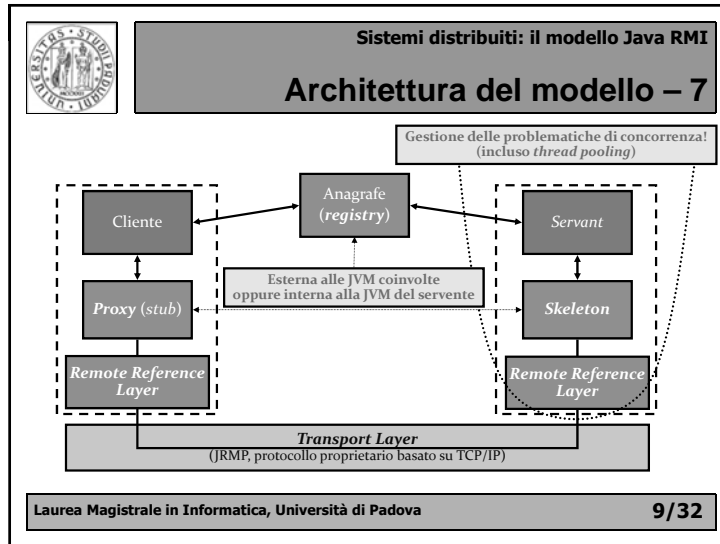 Sistemi distribuiti: il modello Java RMI
Architettura del modello – 7
Gestione delle problematiche di concorrenza!
(incluso thread pooling)
Cliente
Anagrafe
(registry)
Servant
Esterna alle JVM coinvolte
oppure interna alla JVM del servente
Proxy (stub)
Skeleton
Remote Reference
Layer
Remote Reference
Layer
Transport Layer
(JRMP, protocollo proprietario basato su TCP/IP)
Laurea Magistrale in Informatica, Università di Padova
9/32